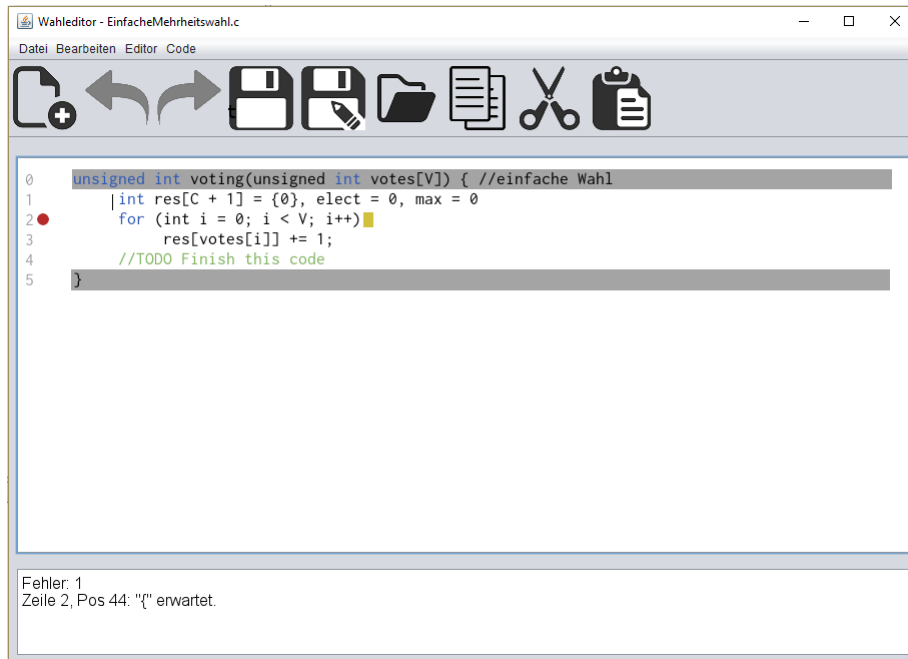 Wahleditor - EinfacheMehrheitswahl.c
Datei Bearbeiten Editor Code
0 unsigned int voting(unsigned int votes[V]) { //einfache Wahl
1 int res[C + 1] = {0}, elect = 0, max = 0
2 for (int i = 0; i < V; i++)
3 res[votes[i]] += 1;
4 //TODO Finish this code
5 }
Fehler: 1
Zeile 2, Pos 44: "{" erwartet.